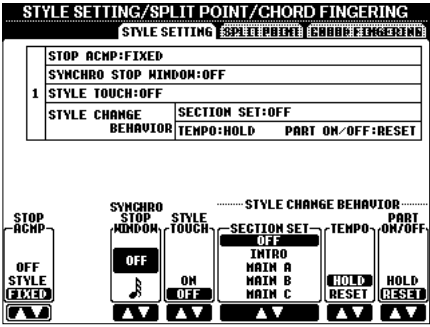 STYLE SETTING/SPLIT POINT/CHORD FINGERING
STYLE SETTING SPLIT POINT CHORD FINGERING
STOP ACMP:FIXED
SYNCHRO STOP WINDOW:OFF
1 STYLE TOUCH:OFF
STYLE CHANGE BEHAVIOR
SECTION SET:OFF
TEMPO:HOLD PART ON/OFF:RESET
STYLE CHANGE BEHAVIOR
STOP ACMP
SYNCHRO STOP WINDOW
STYLE TOUCH
SECTION SET
TEMPO
PART ON/OFF
OFF
STYLE
FIXED
OFF
ON
OFF
OFF
INTRO
MAIN A
MAIN B
MAIN C
HOLD
RESET
HOLD
RESET